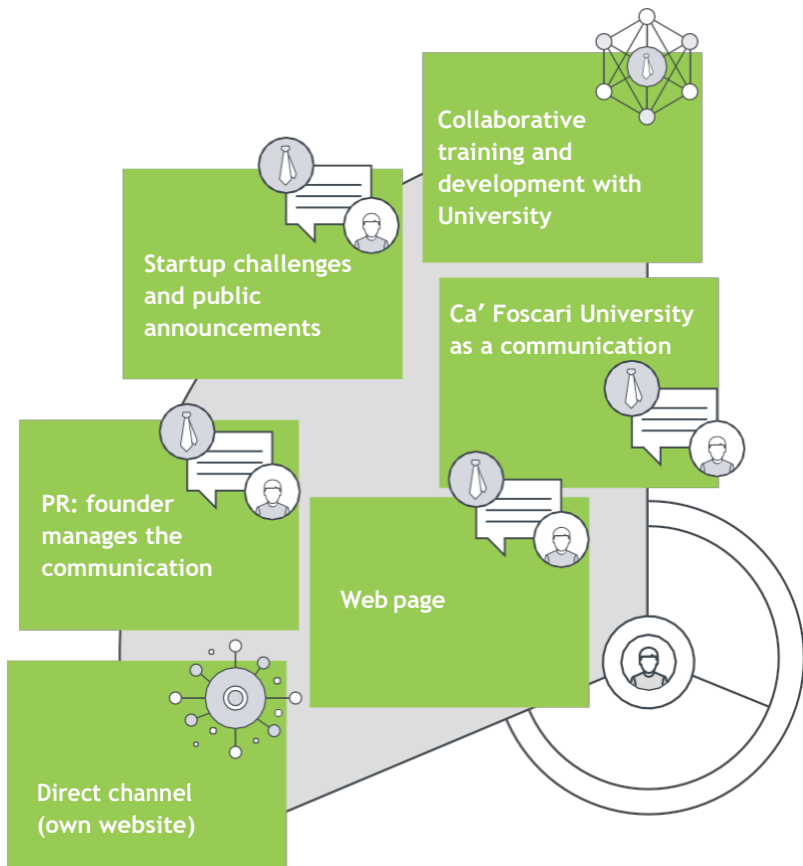 Collaborative
training and
development with
University
Startup challenges
and public
announcements
Ca’ Foscari University
as a communication
PR: founder
manages the
communication
Web page
Direct channel
(own website)